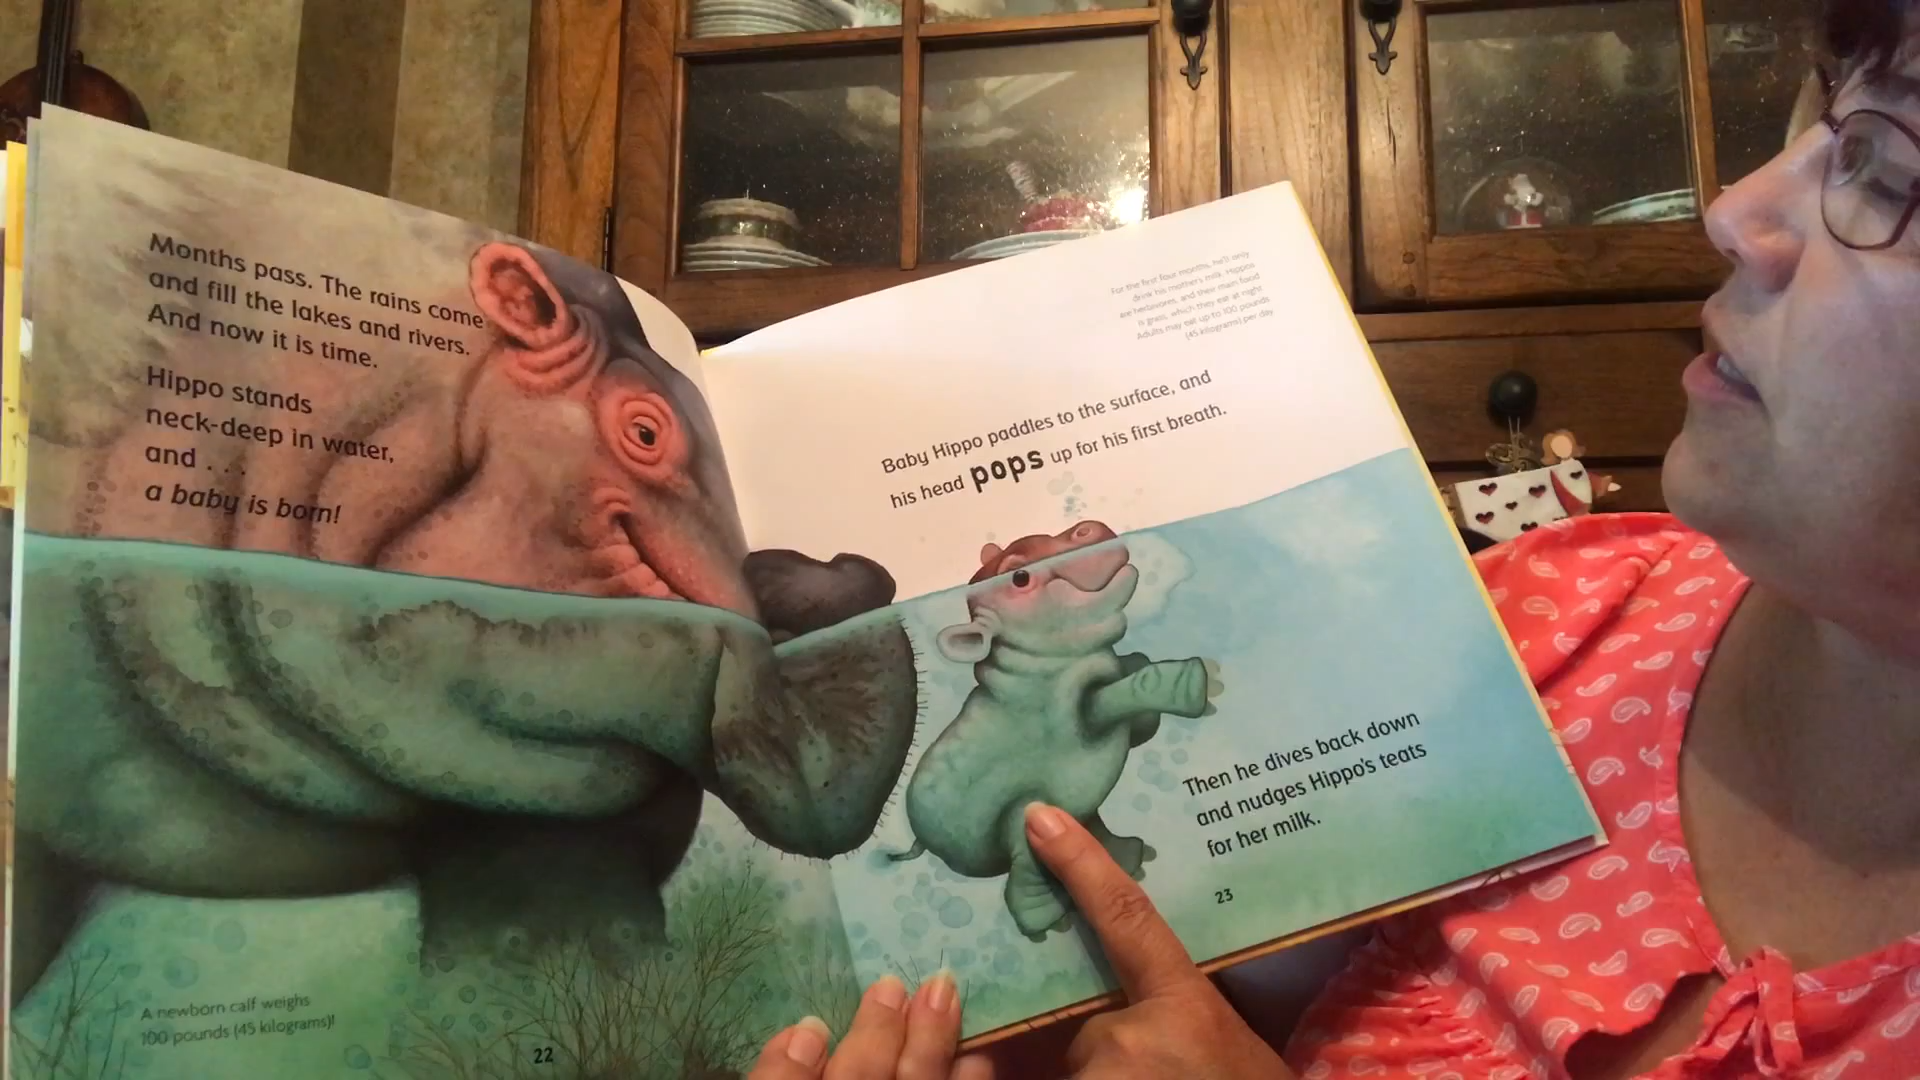 Months pass. The rains come
and fill the lakes and rivers.
And now it is time.
Hippo stands
neck-deep in water,
and . . .
a baby is born!
A newborn calf weighs
100 pounds (45 kilograms)!
22
For the first four months, he'll only
drink his mother's milk. Hippos
are herbivores, and their main food
is grass, which they eat at night.
Adults may eat up to 100 pounds
(45 kilograms) per day.
Baby Hippo paddles to the surface, and
his head pops up for his first breath.
Then he dives back down
and nudges Hippo's teats
for her milk.
23